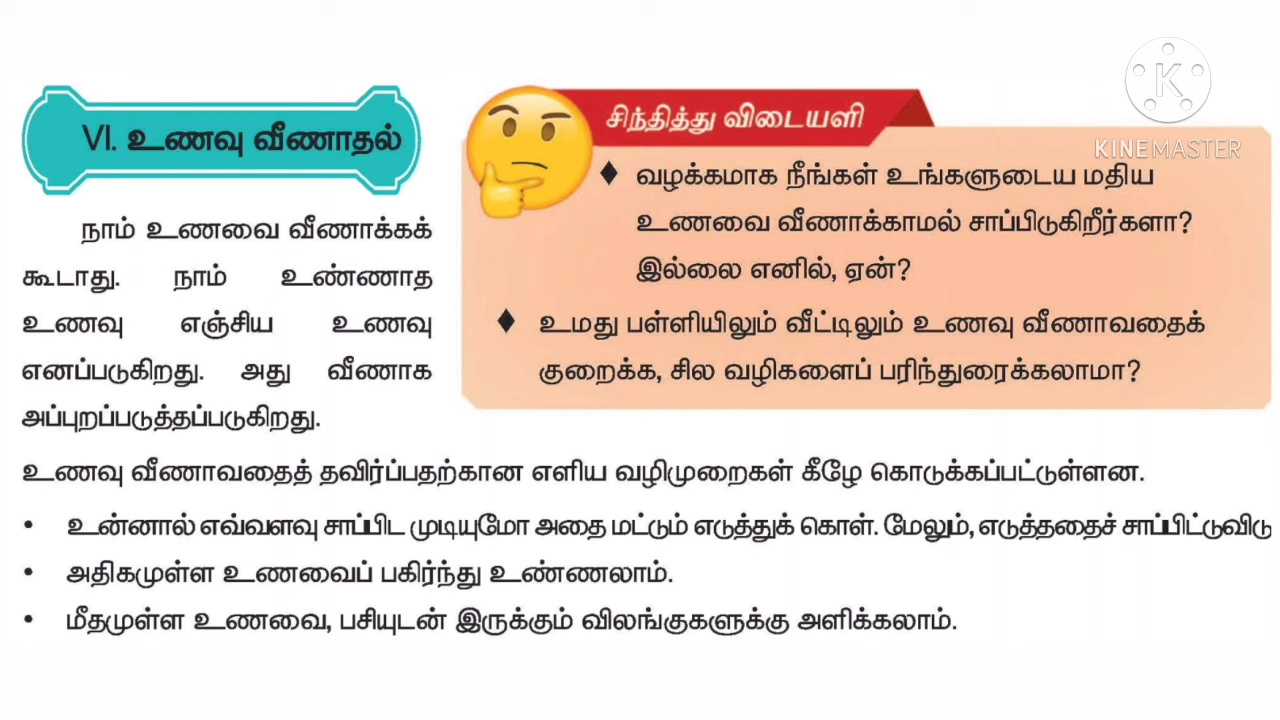 VI. உணவு வீணாதல்
நாம் உணவை வீணாக்கக்
கூடாது. நாம் உண்ணாத
உணவு எஞ்சிய உணவு
எனப்படுகிறது. அது வீணாக
அப்புறப்படுத்தப்படுகிறது.
சிந்தித்து விடையளி
♦ வழக்கமாக நீங்கள் உங்களுடைய மதிய
உணவை வீணாக்காமல் சாப்பிடுகிறீர்களா?
இல்லை எனில், ஏன்?
♦ உமது பள்ளியிலும் வீட்டிலும் உணவு வீணாவதைக்
குறைக்க, சில வழிகளைப் பரிந்துரைக்கலாமா?
K
KINEMASTER
உணவு வீணாவதைத் தவிர்ப்பதற்கான எளிய வழிமுறைகள் கீழே கொடுக்கப்பட்டுள்ளன.
• உன்னால் எவ்வளவு சாப்பிட முடியுமோ அதை மட்டும் எடுத்துக் கொள். மேலும், எடுத்ததைச் சாப்பிட்டுவிடு
• அதிகமுள்ள உணவைப் பகிர்ந்து உண்ணலாம்.
• மீதமுள்ள உணவை, பசியுடன் இருக்கும் விலங்குகளுக்கு அளிக்கலாம்.